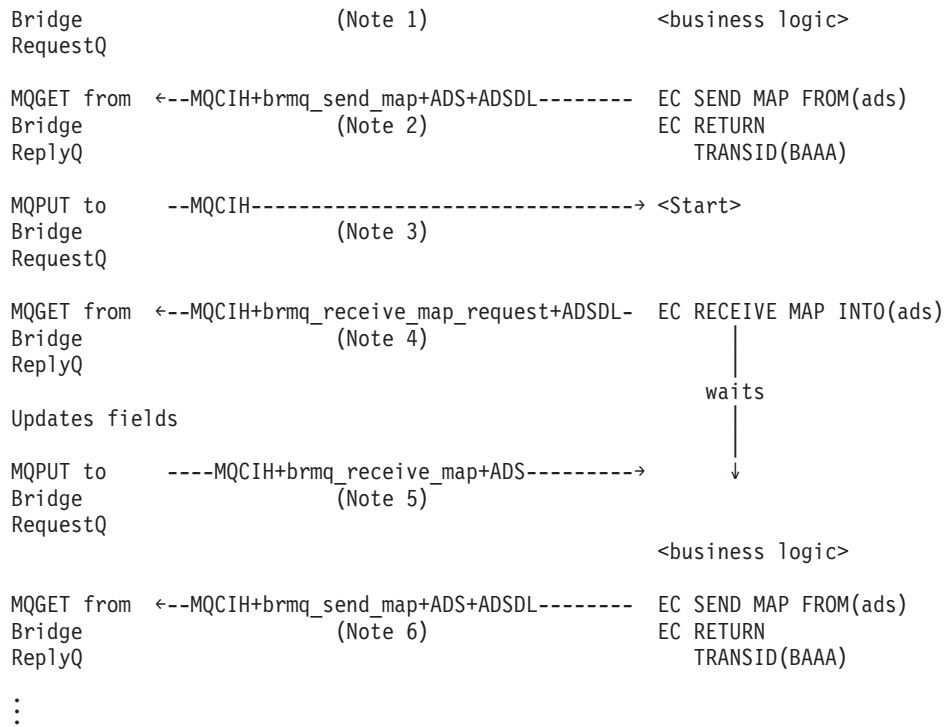 Bridge (Note 1) <business logic>
RequestQ
MQGET from ←--MQCIH+brmq_send_map+ADS+ADSDL-------- EC SEND MAP FROM(ads)
Bridge (Note 2) EC RETURN
ReplyQ TRANSID(BAAA)
MQPUT to --MQCIH--------------------------------→ <Start>
Bridge (Note 3)
RequestQ
MQGET from ←--MQCIH+brmq_receive_map_request+ADSDL- EC RECEIVE MAP INTO(ads)
Bridge (Note 4)
ReplyQ
waits
Updates fields
MQPUT to ----MQCIH+brmq_receive_map+ADS---------→ ↓
Bridge (Note 5)
RequestQ
<business logic>
MQGET from ←--MQCIH+brmq_send_map+ADS+ADSDL-------- EC SEND MAP FROM(ads)
Bridge (Note 6) EC RETURN
ReplyQ TRANSID(BAAA)